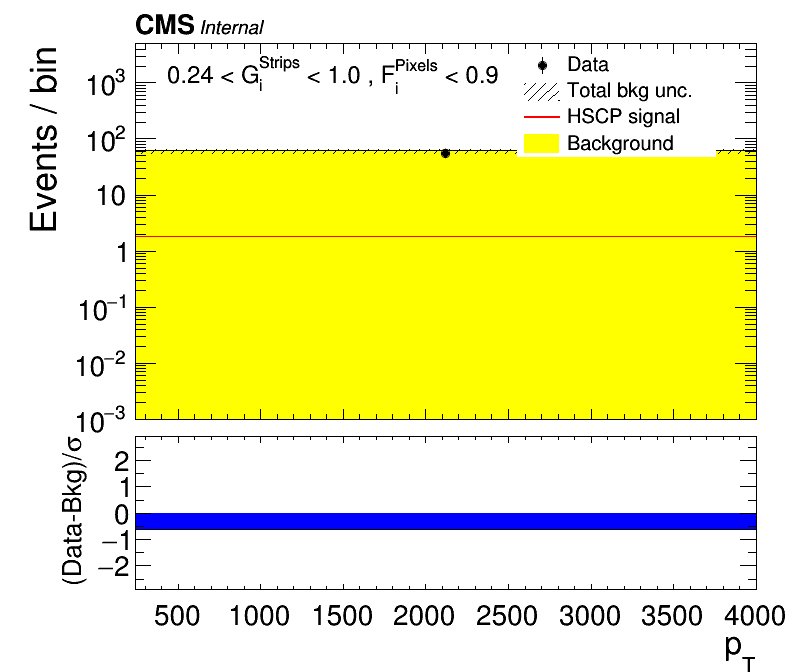 CMS Internal
Events / bin
0.24 < G_i^Strips < 1.0 , F_i^Pixels < 0.9
Data
Total bkg unc.
HSCP signal
Background
10^3
10^2
10
1
10^−1
10^−2
10^−3
(Data-Bkg)/σ
2
1
0
−1
−2
500 1000 1500 2000 2500 3000 3500 4000
p_T